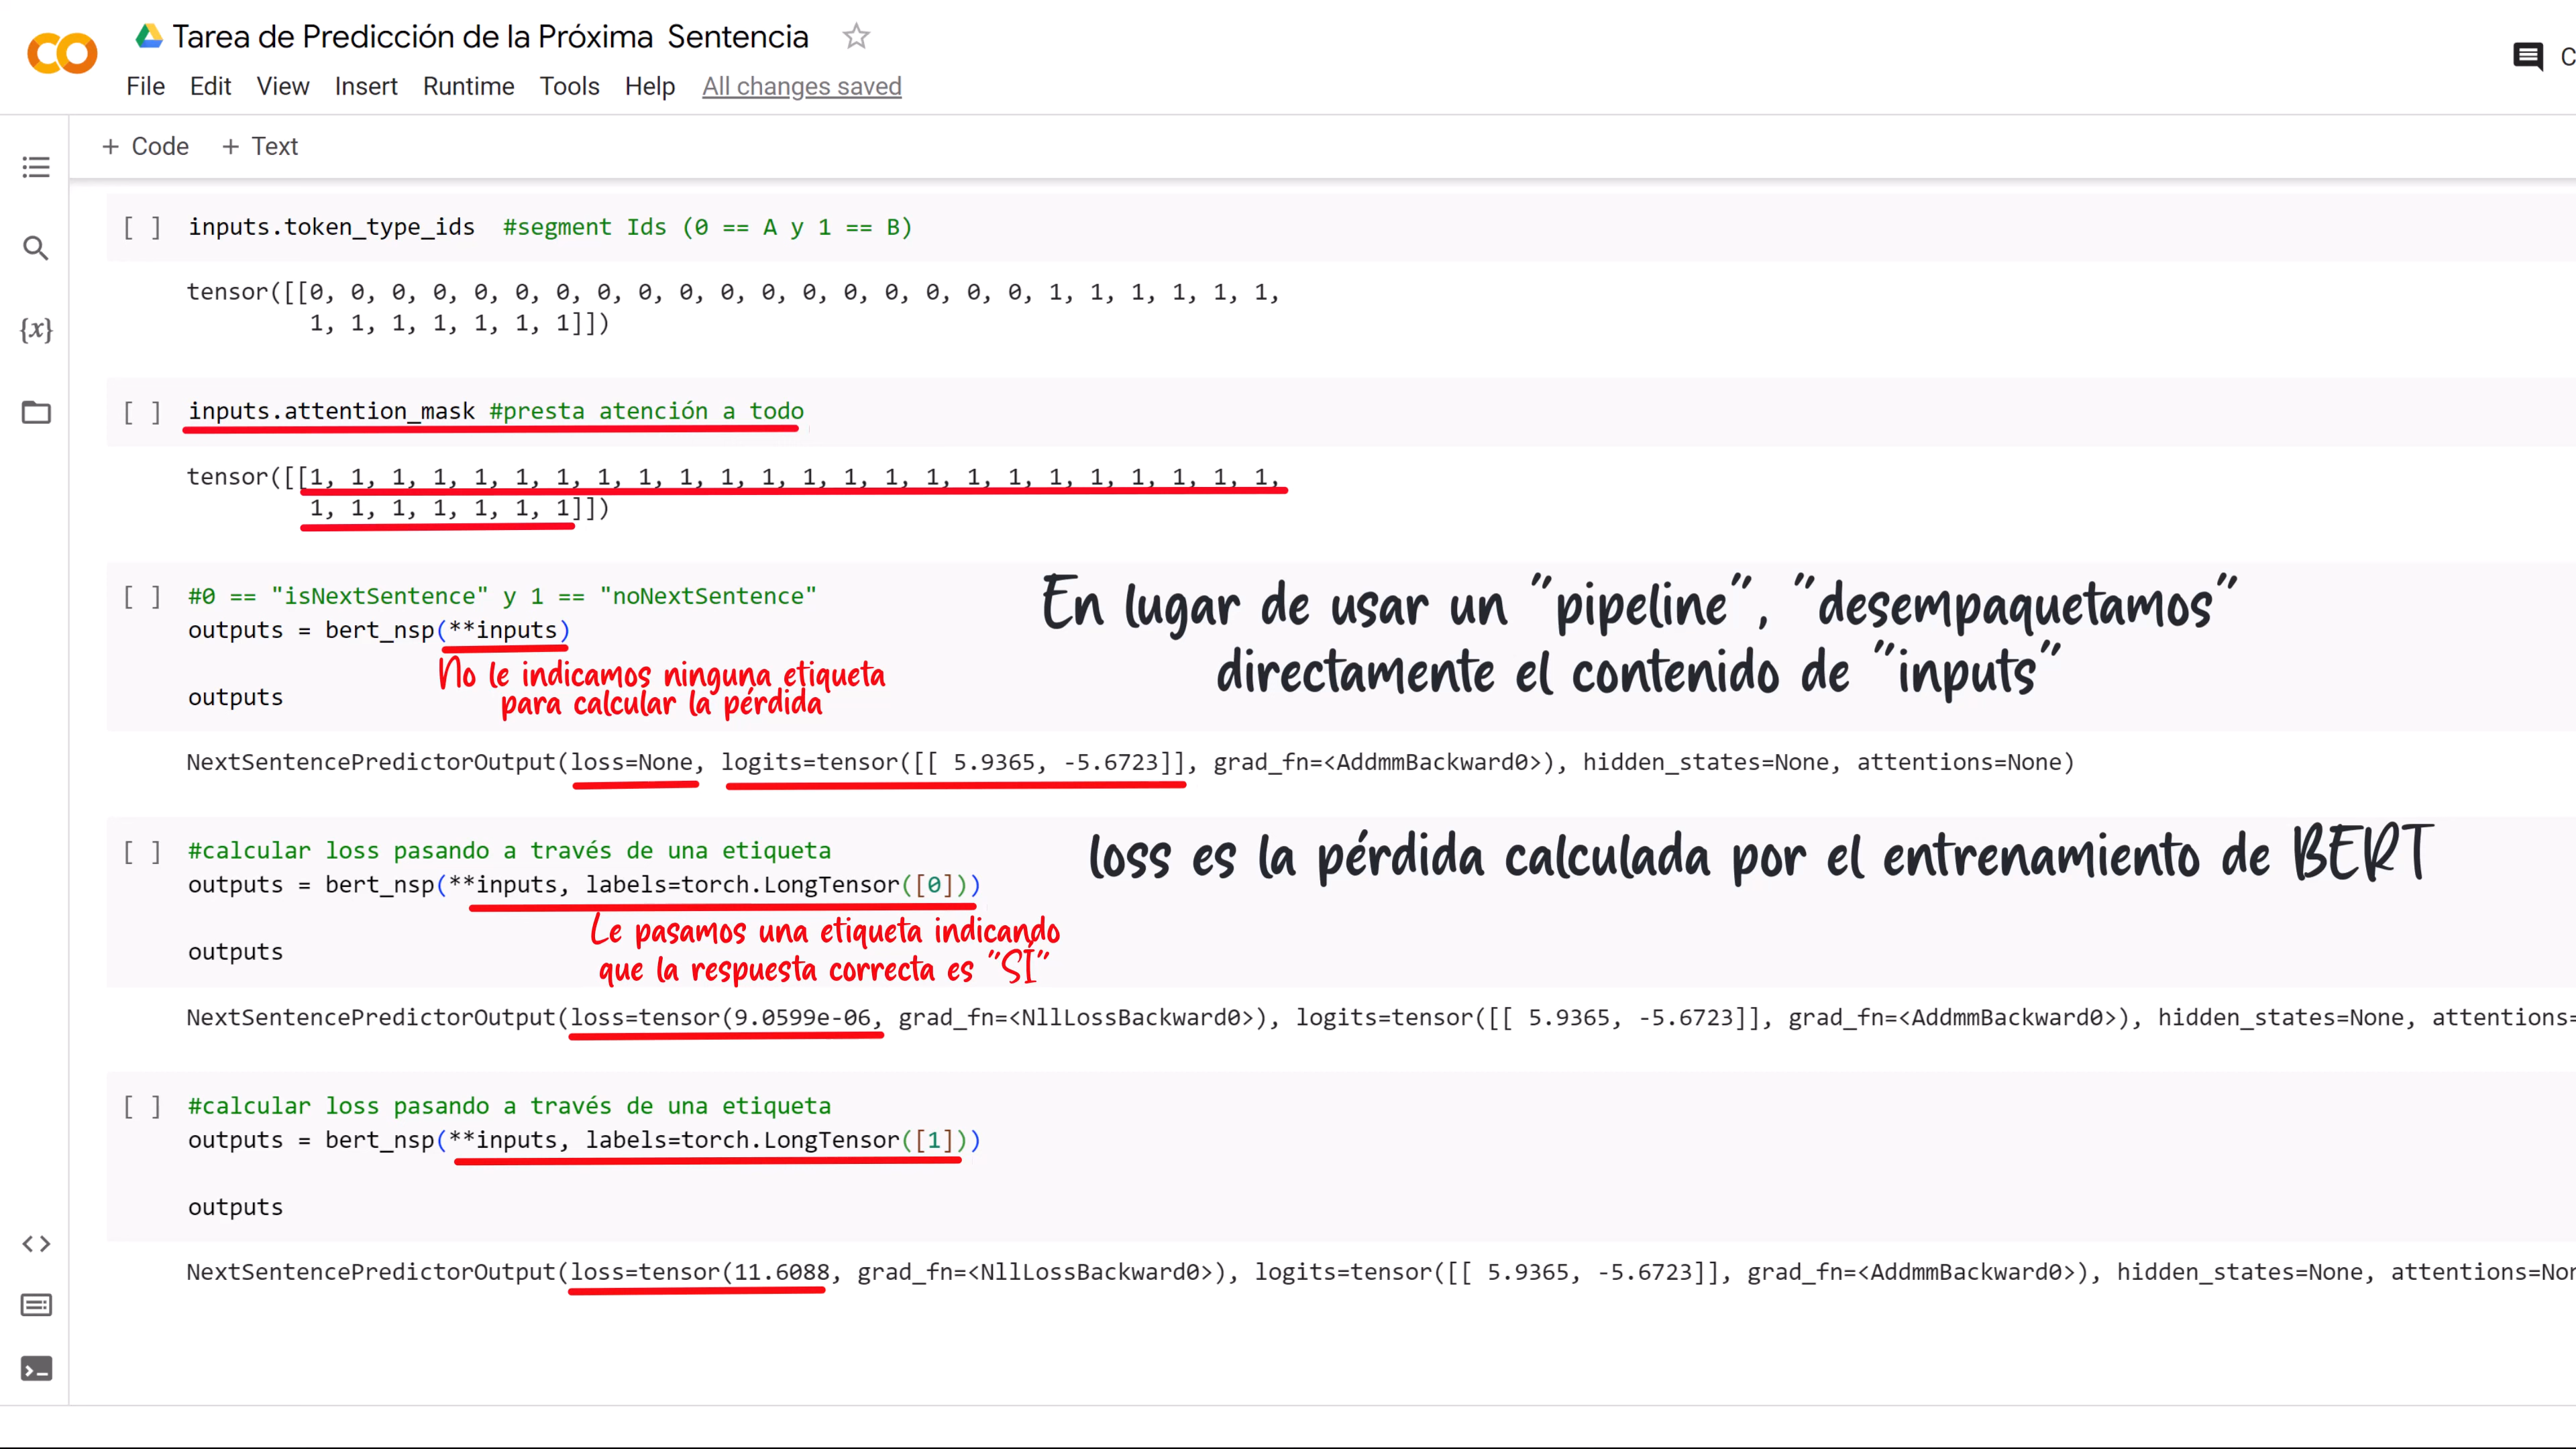 Tarea de Predicción de la Próxima Sentencia
File Edit View Insert Runtime Tools Help All changes saved
+ Code + Text
[ ] inputs.token_type_ids #segment Ids (0 == A y 1 == B)
tensor([[0, 0, 0, 0, 0, 0, 0, 0, 0, 0, 0, 0, 0, 0, 0, 0, 0, 0, 1, 1, 1, 1, 1, 1,
1, 1, 1, 1, 1, 1, 1]])
[ ] inputs.attention_mask #presta atención a todo
tensor([[1, 1, 1, 1, 1, 1, 1, 1, 1, 1, 1, 1, 1, 1, 1, 1, 1, 1, 1, 1, 1, 1, 1, 1,
1, 1, 1, 1, 1, 1, 1]])
[ ] #0 == "isNextSentence" y 1 == "noNextSentence"
outputs = bert_nsp(**inputs)
outputs
No le indicamos ninguna etiqueta
para calcular la pérdida
En lugar de usar un "pipeline", "desempaquetamos"
directamente el contenido de "inputs"
NextSentencePredictorOutput(loss=None, logits=tensor([[ 5.9365, -5.6723]], grad_fn=<AddmmBackward0>), hidden_states=None, attentions=None)
[ ] #calcular loss pasando a través de una etiqueta
outputs = bert_nsp(**inputs, labels=torch.LongTensor([0]))
outputs
Le pasamos una etiqueta indicando
que la respuesta correcta es "SÍ"
loss es la pérdida calculada por el entrenamiento de BERT
NextSentencePredictorOutput(loss=tensor(9.0599e-06, grad_fn=<NllLossBackward0>), logits=tensor([[ 5.9365, -5.6723]], grad_fn=<AddmmBackward0>), hidden_states=None, attentions=
[ ] #calcular loss pasando a través de una etiqueta
outputs = bert_nsp(**inputs, labels=torch.LongTensor([1]))
outputs
NextSentencePredictorOutput(loss=tensor(11.6088, grad_fn=<NllLossBackward0>), logits=tensor([[ 5.9365, -5.6723]], grad_fn=<AddmmBackward0>), hidden_states=None, attentions=Non